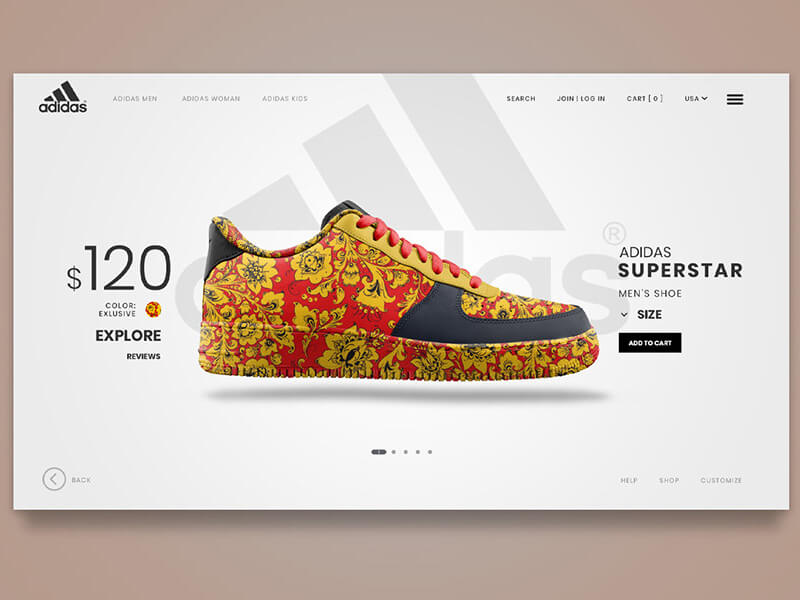 adidas
ADIDAS MEN
ADIDAS WOMAN
ADIDAS KIDS
SEARCH
JOIN | LOG IN
CART [ 0 ]
USA
adidas®
$120
COLOR:
EXLUSIVE
EXPLORE
REVIEWS
ADIDAS
SUPERSTAR
MEN'S SHOE
SIZE
ADD TO CART
BACK
HELP
SHOP
CUSTOMIZE